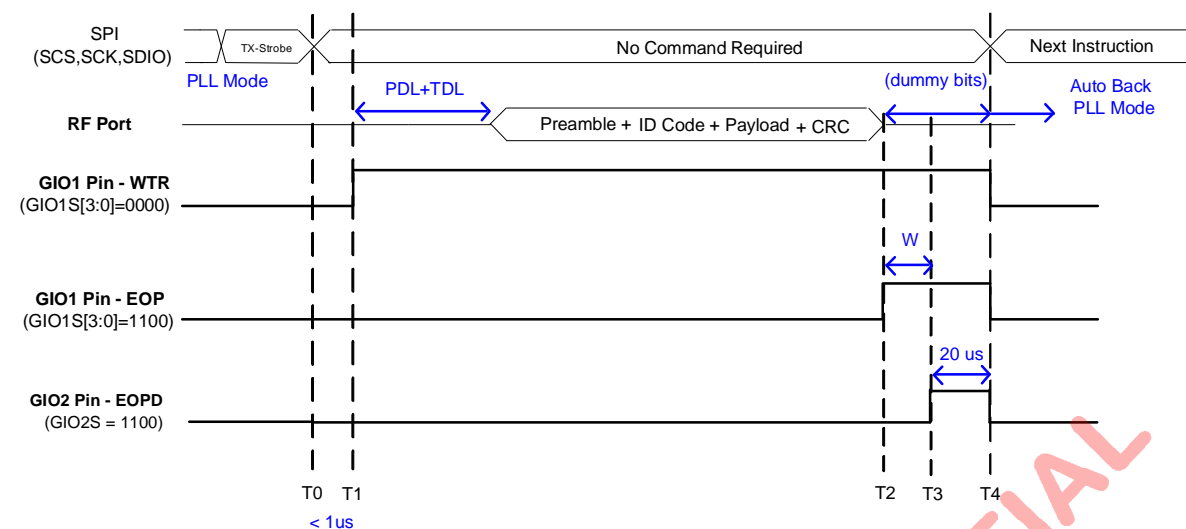 SPI
(SCS,SCK,SDIO)
TX-Strobe
No Command Required
Next Instruction
PLL Mode
PDL+TDL
(dummy bits)
Auto Back
PLL Mode
RF Port
Preamble + ID Code + Payload + CRC
GIO1 Pin - WTR
(GIO1S[3:0]=0000)
W
GIO1 Pin - EOP
(GIO1S[3:0]=1100)
20 us
GIO2 Pin - EOPD
(GIO2S = 1100)
T0 T1 T2 T3 T4
< 1us